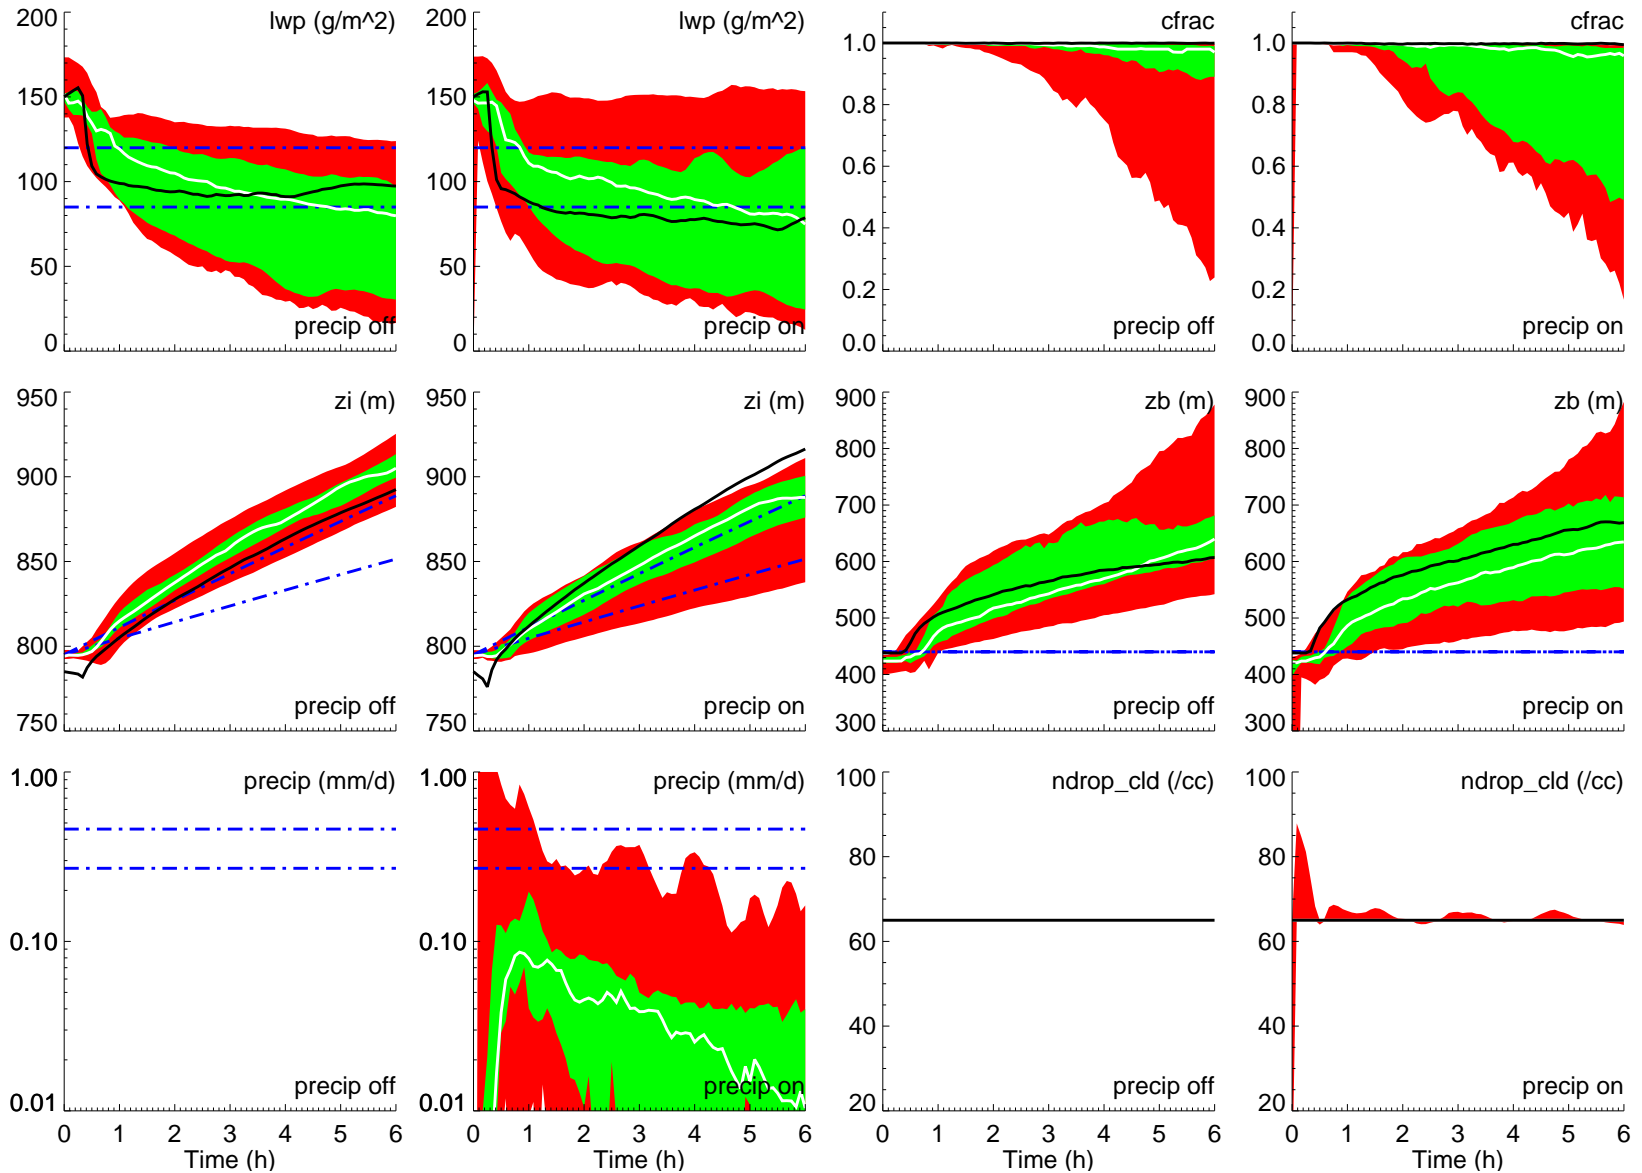 lwp (g/m^2)
200
150
100
50
0
precip off
lwp (g/m^2)
200
150
100
50
0
precip on
cfrac
1.0
0.8
0.6
0.4
0.2
0.0
precip off
cfrac
1.0
0.8
0.6
0.4
0.2
0.0
precip on
zi (m)
950
900
850
800
750
precip off
zi (m)
950
900
850
800
750
precip on
zb (m)
900
800
700
600
500
400
300
precip off
zb (m)
900
800
700
600
500
400
300
precip on
precip (mm/d)
1.00
0.10
0.01
precip off
0 1 2 3 4 5 6
Time (h)
precip (mm/d)
1.00
0.10
0.01
precip on
0 1 2 3 4 5 6
Time (h)
ndrop_cld (/cc)
100
80
60
40
20
precip off
0 1 2 3 4 5 6
Time (h)
ndrop_cld (/cc)
100
80
60
40
20
precip on
0 1 2 3 4 5 6
Time (h)